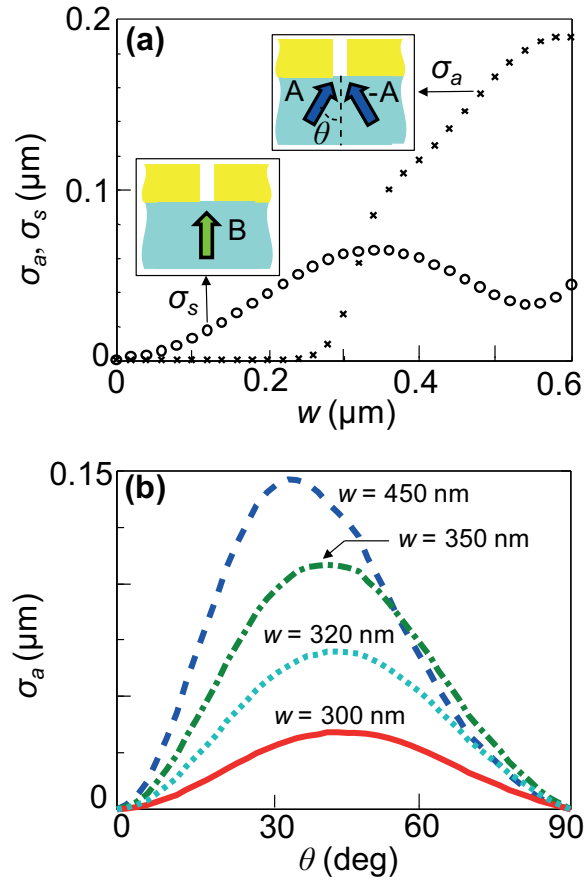 (a)
0.2
0.1
0
σa, σs (μm)
A
-A
θ
σa
B
σs
0
0.2
0.4
0.6
w (μm)
(b)
0.15
0
σa (μm)
w = 450 nm
w = 350 nm
w = 320 nm
w = 300 nm
0
30
60
90
θ (deg)